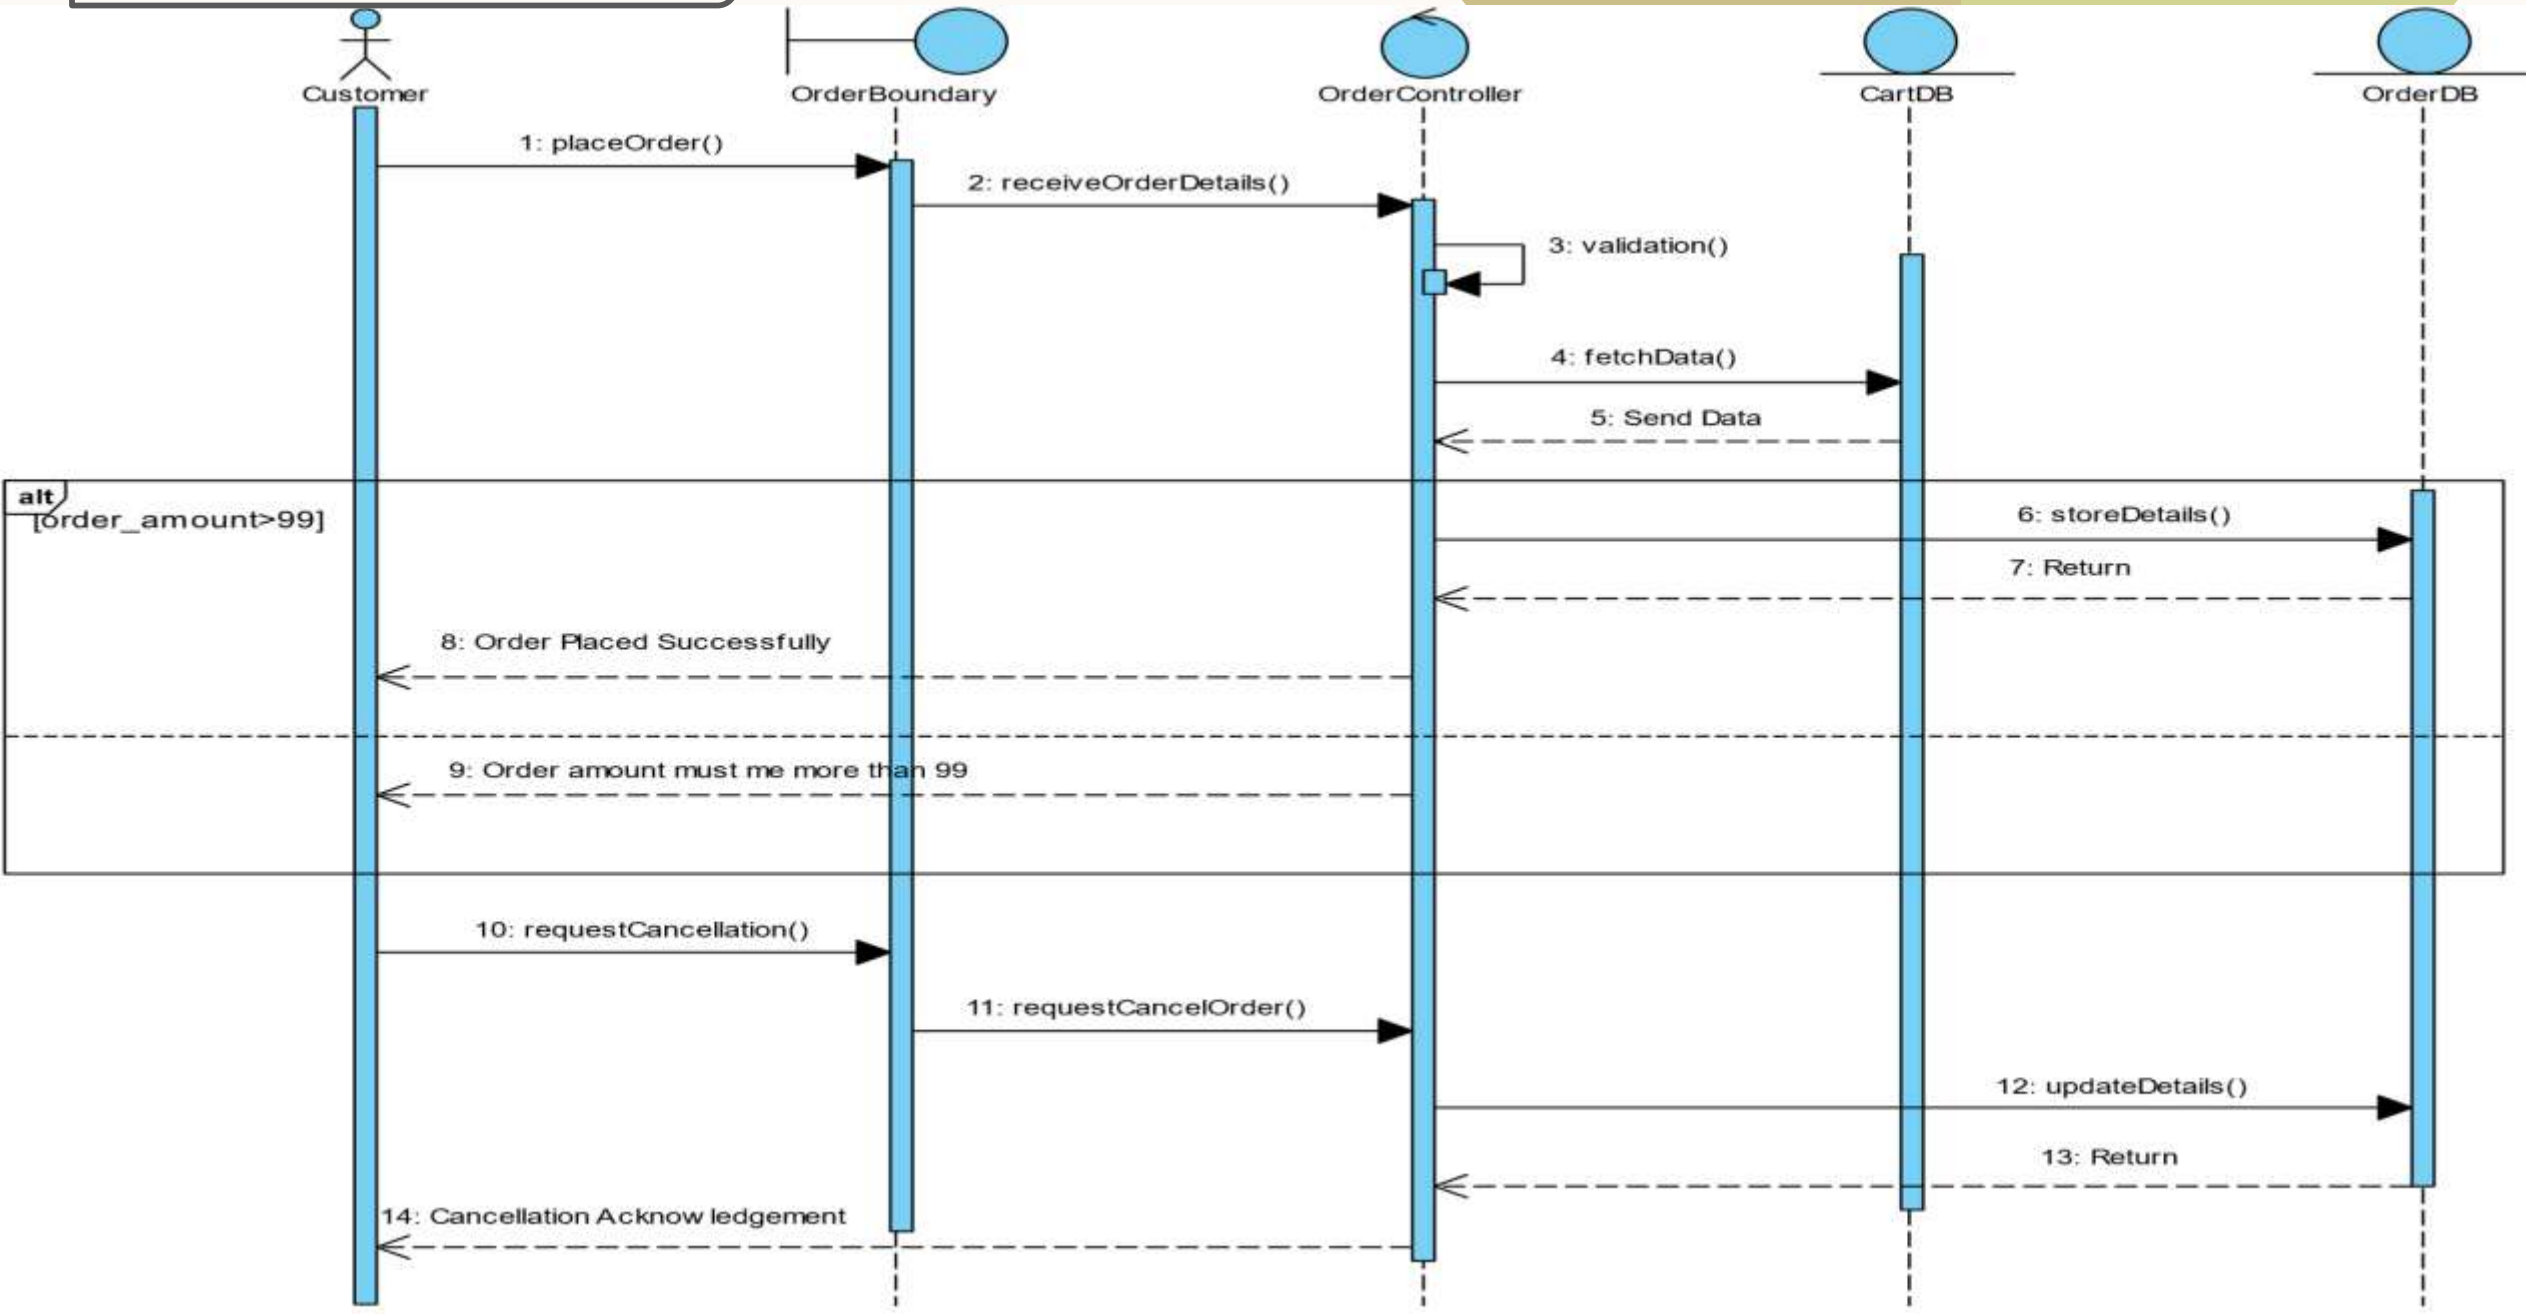 Customer
OrderBoundary
OrderController
CartDB
OrderDB
1: placeOrder()
2: receiveOrderDetails()
3: validation()
4: fetchData()
5: Send Data
alt
[order_amount>99]
6: storeDetails()
7: Return
8: Order Placed Successfully
9: Order amount must me more than 99
10: requestCancellation()
11: requestCancelOrder()
12: updateDetails()
13: Return
14: Cancellation Acknow ledgement